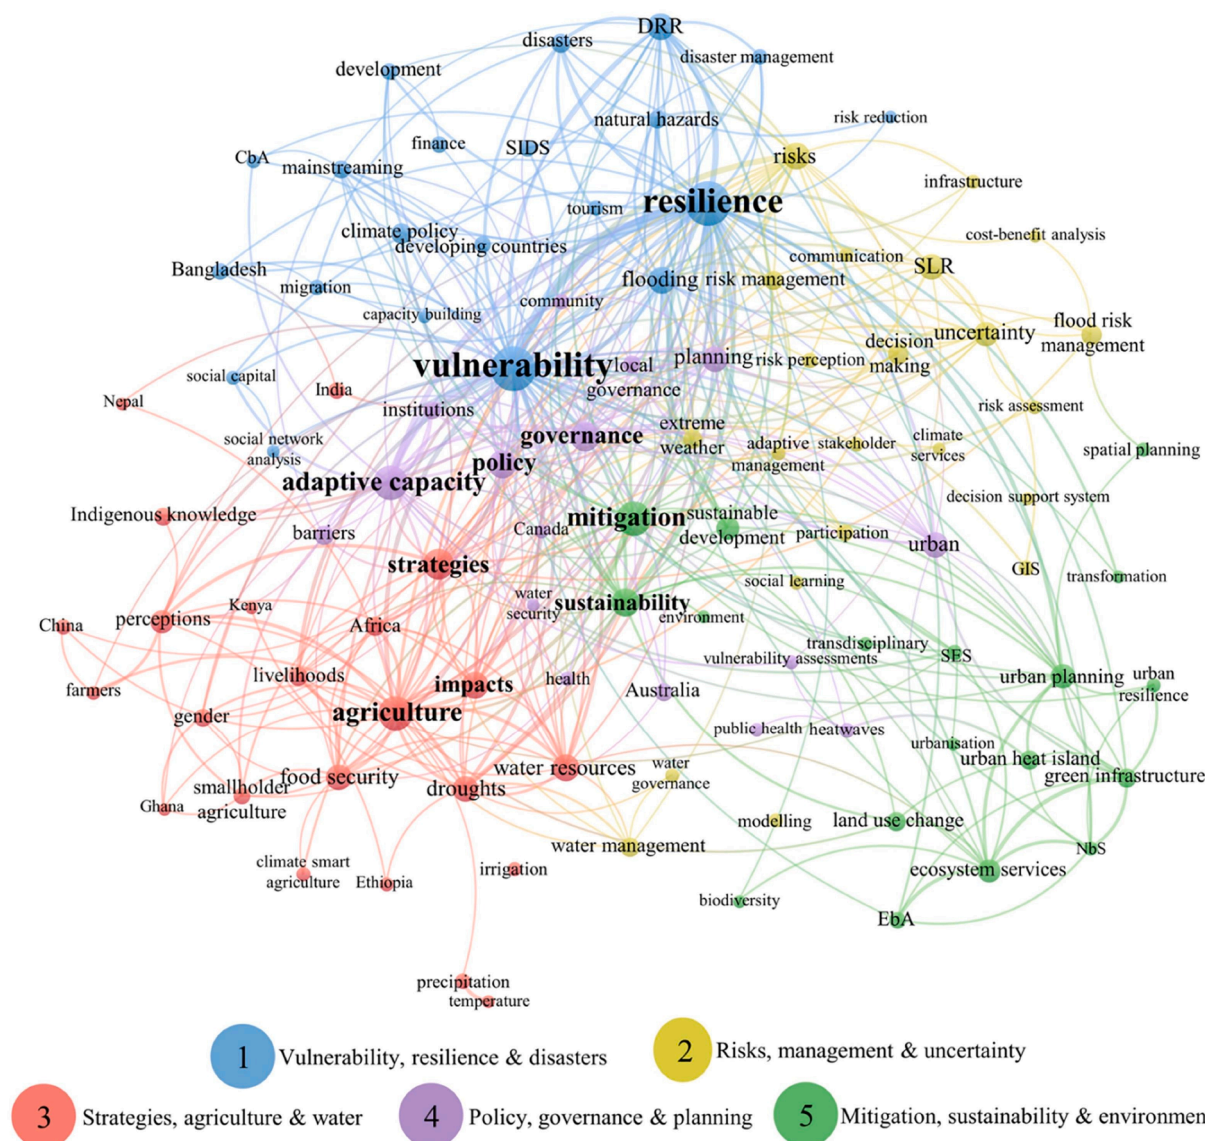 DRR
disasters
disaster management
development
natural hazards
risk reduction
finance
SIDS
risks
CbA
mainstreaming
infrastructure
resilience
tourism
climate policy
cost-benefit analysis
developing countries
communication
Bangladesh
SLR
flooding
risk management
migration
community
capacity building
flood risk
management
uncertainty
decision
making
vulnerability
local
governance
planning
risk perception
social capital
India
Nepal
institutions
risk assessment
extreme
weather
social network
analysis
governance
adaptive
management
stakeholder
climate
services
spatial planning
policy
adaptive capacity
decision support system
Indigenous knowledge
mitigation
sustainable
development
barriers
Canada
participation
urban
strategies
GIS
transformation
social learning
water
security
sustainability
environment
Kenya
perceptions
China
Africa
transdisciplinary
vulnerability assessments
SES
livelihoods
impacts
health
Australia
urban planning
urban
resilience
farmers
gender
agriculture
public health
heatwaves
urbanisation
urban heat island
green infrastructure
water resources
water
governance
food security
droughts
smallholder
agriculture
Ghana
modelling
land use change
water management
NbS
climate smart
agriculture
Ethiopia
irrigation
ecosystem services
biodiversity
EbA
precipitation
temperature
1 Vulnerability, resilience & disasters
2 Risks, management & uncertainty
3 Strategies, agriculture & water
4 Policy, governance & planning
5 Mitigation, sustainability & environmen